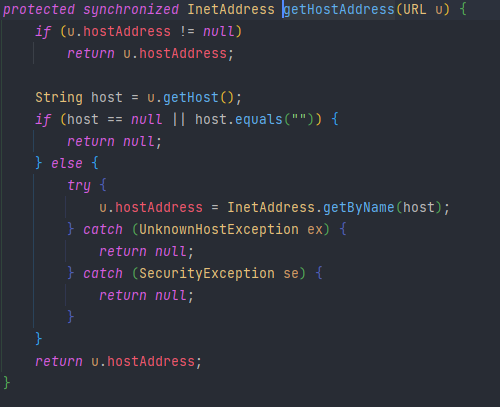 protected synchronized InetAddress getHostAddress(URL u) {
    if (u.hostAddress != null)
        return u.hostAddress;

    String host = u.getHost();
    if (host == null || host.equals("")) {
        return null;
    } else {
        try {
            u.hostAddress = InetAddress.getByName(host);
        } catch (UnknownHostException ex) {
            return null;
        } catch (SecurityException se) {
            return null;
        }
    }
    return u.hostAddress;
}